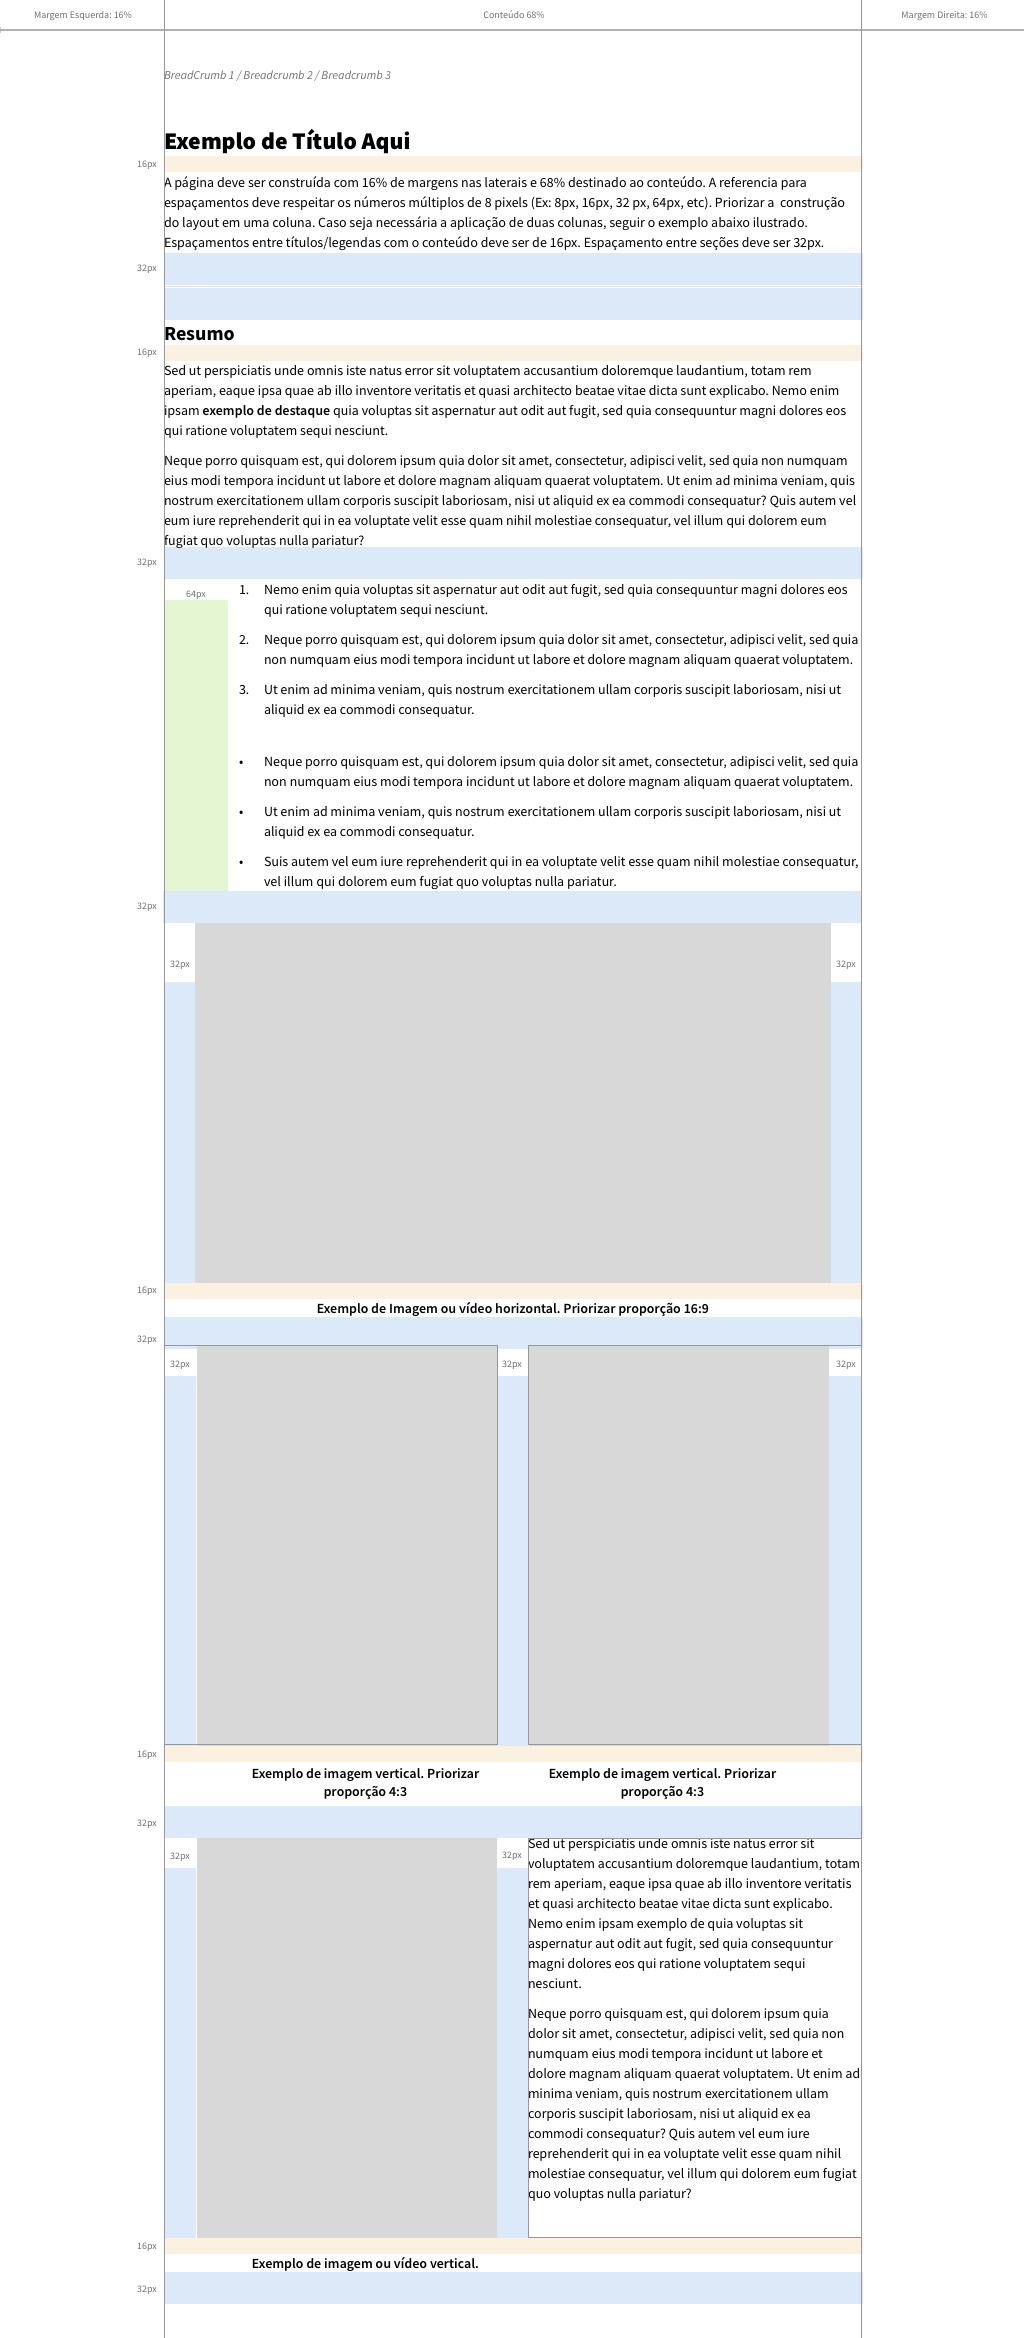 Margem Esquerda: 16%
Conteúdo 68%
Margem Direita: 16%
BreadCrumb 1 / Breadcrumb 2 / Breadcrumb 3
Exemplo de Título Aqui
16px
A página deve ser construída com 16% de margens nas laterais e 68% destinado ao conteúdo. A referencia para
espaçamentos deve respeitar os números múltiplos de 8 pixels (Ex: 8px, 16px, 32 px, 64px, etc). Priorizar a  construção
do layout em uma coluna. Caso seja necessária a aplicação de duas colunas, seguir o exemplo abaixo ilustrado.
Espaçamentos entre títulos/legendas com o conteúdo deve ser de 16px. Espaçamento entre seções deve ser 32px.
32px
Resumo
16px
Sed ut perspiciatis unde omnis iste natus error sit voluptatem accusantium doloremque laudantium, totam rem
aperiam, eaque ipsa quae ab illo inventore veritatis et quasi architecto beatae vitae dicta sunt explicabo. Nemo enim
ipsam exemplo de destaque quia voluptas sit aspernatur aut odit aut fugit, sed quia consequuntur magni dolores eos
qui ratione voluptatem sequi nesciunt.
Neque porro quisquam est, qui dolorem ipsum quia dolor sit amet, consectetur, adipisci velit, sed quia non numquam
eius modi tempora incidunt ut labore et dolore magnam aliquam quaerat voluptatem. Ut enim ad minima veniam, quis
nostrum exercitationem ullam corporis suscipit laboriosam, nisi ut aliquid ex ea commodi consequatur? Quis autem vel
eum iure reprehenderit qui in ea voluptate velit esse quam nihil molestiae consequatur, vel illum qui dolorem eum
fugiat quo voluptas nulla pariatur?
32px
64px
1. Nemo enim quia voluptas sit aspernatur aut odit aut fugit, sed quia consequuntur magni dolores eos
qui ratione voluptatem sequi nesciunt.
2. Neque porro quisquam est, qui dolorem ipsum quia dolor sit amet, consectetur, adipisci velit, sed quia
non numquam eius modi tempora incidunt ut labore et dolore magnam aliquam quaerat voluptatem.
3. Ut enim ad minima veniam, quis nostrum exercitationem ullam corporis suscipit laboriosam, nisi ut
aliquid ex ea commodi consequatur.
• Neque porro quisquam est, qui dolorem ipsum quia dolor sit amet, consectetur, adipisci velit, sed quia
non numquam eius modi tempora incidunt ut labore et dolore magnam aliquam quaerat voluptatem.
• Ut enim ad minima veniam, quis nostrum exercitationem ullam corporis suscipit laboriosam, nisi ut
aliquid ex ea commodi consequatur.
• Suis autem vel eum iure reprehenderit qui in ea voluptate velit esse quam nihil molestiae consequatur,
vel illum qui dolorem eum fugiat quo voluptas nulla pariatur.
32px
32px
32px
16px
Exemplo de Imagem ou vídeo horizontal. Priorizar proporção 16:9
32px
32px
32px
32px
16px
Exemplo de imagem vertical. Priorizar
proporção 4:3
Exemplo de imagem vertical. Priorizar
proporção 4:3
32px
32px
32px
Sed ut perspiciatis unde omnis iste natus error sit
voluptatem accusantium doloremque laudantium, totam
rem aperiam, eaque ipsa quae ab illo inventore veritatis
et quasi architecto beatae vitae dicta sunt explicabo.
Nemo enim ipsam exemplo de quia voluptas sit
aspernatur aut odit aut fugit, sed quia consequuntur
magni dolores eos qui ratione voluptatem sequi
nesciunt.
Neque porro quisquam est, qui dolorem ipsum quia
dolor sit amet, consectetur, adipisci velit, sed quia non
numquam eius modi tempora incidunt ut labore et
dolore magnam aliquam quaerat voluptatem. Ut enim ad
minima veniam, quis nostrum exercitationem ullam
corporis suscipit laboriosam, nisi ut aliquid ex ea
commodi consequatur? Quis autem vel eum iure
reprehenderit qui in ea voluptate velit esse quam nihil
molestiae consequatur, vel illum qui dolorem eum fugiat
quo voluptas nulla pariatur?
16px
Exemplo de imagem ou vídeo vertical.
32px